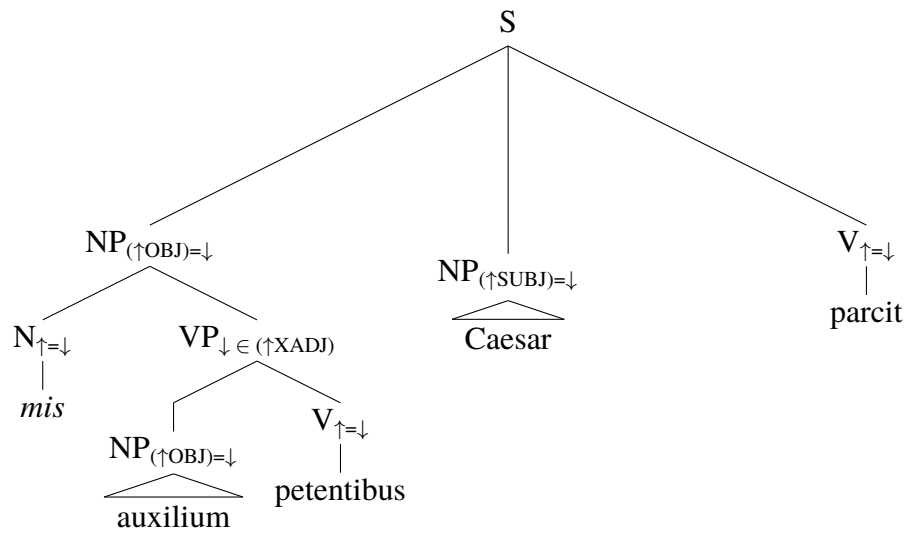 S
NP(↑OBJ)=↓
NP(↑SUBJ)=↓
V↑=↓
N↑=↓
VP↓ ∈ (↑XADJ)
Caesar
parcit
mis
NP(↑OBJ)=↓
V↑=↓
auxilium
petentibus